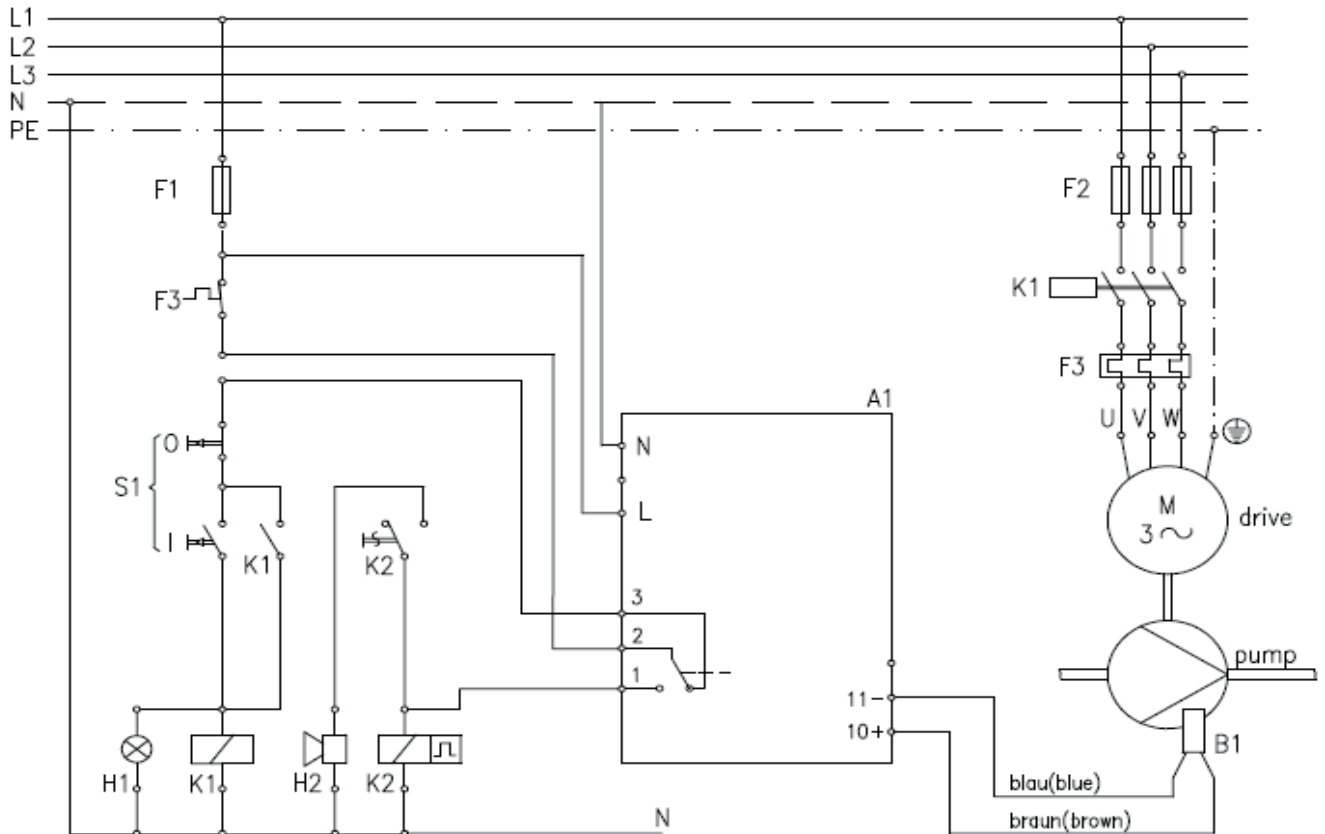 L1
L2
L3
N
PE
F1
F2
F3
K1
F3
A1
U V W
O
N
S1
L
M
3
drive
I
K1
K2
3
2
pump
1
11-
10+
B1
H1
K1
H2
K2
blau(blue)
N
braun(brown)